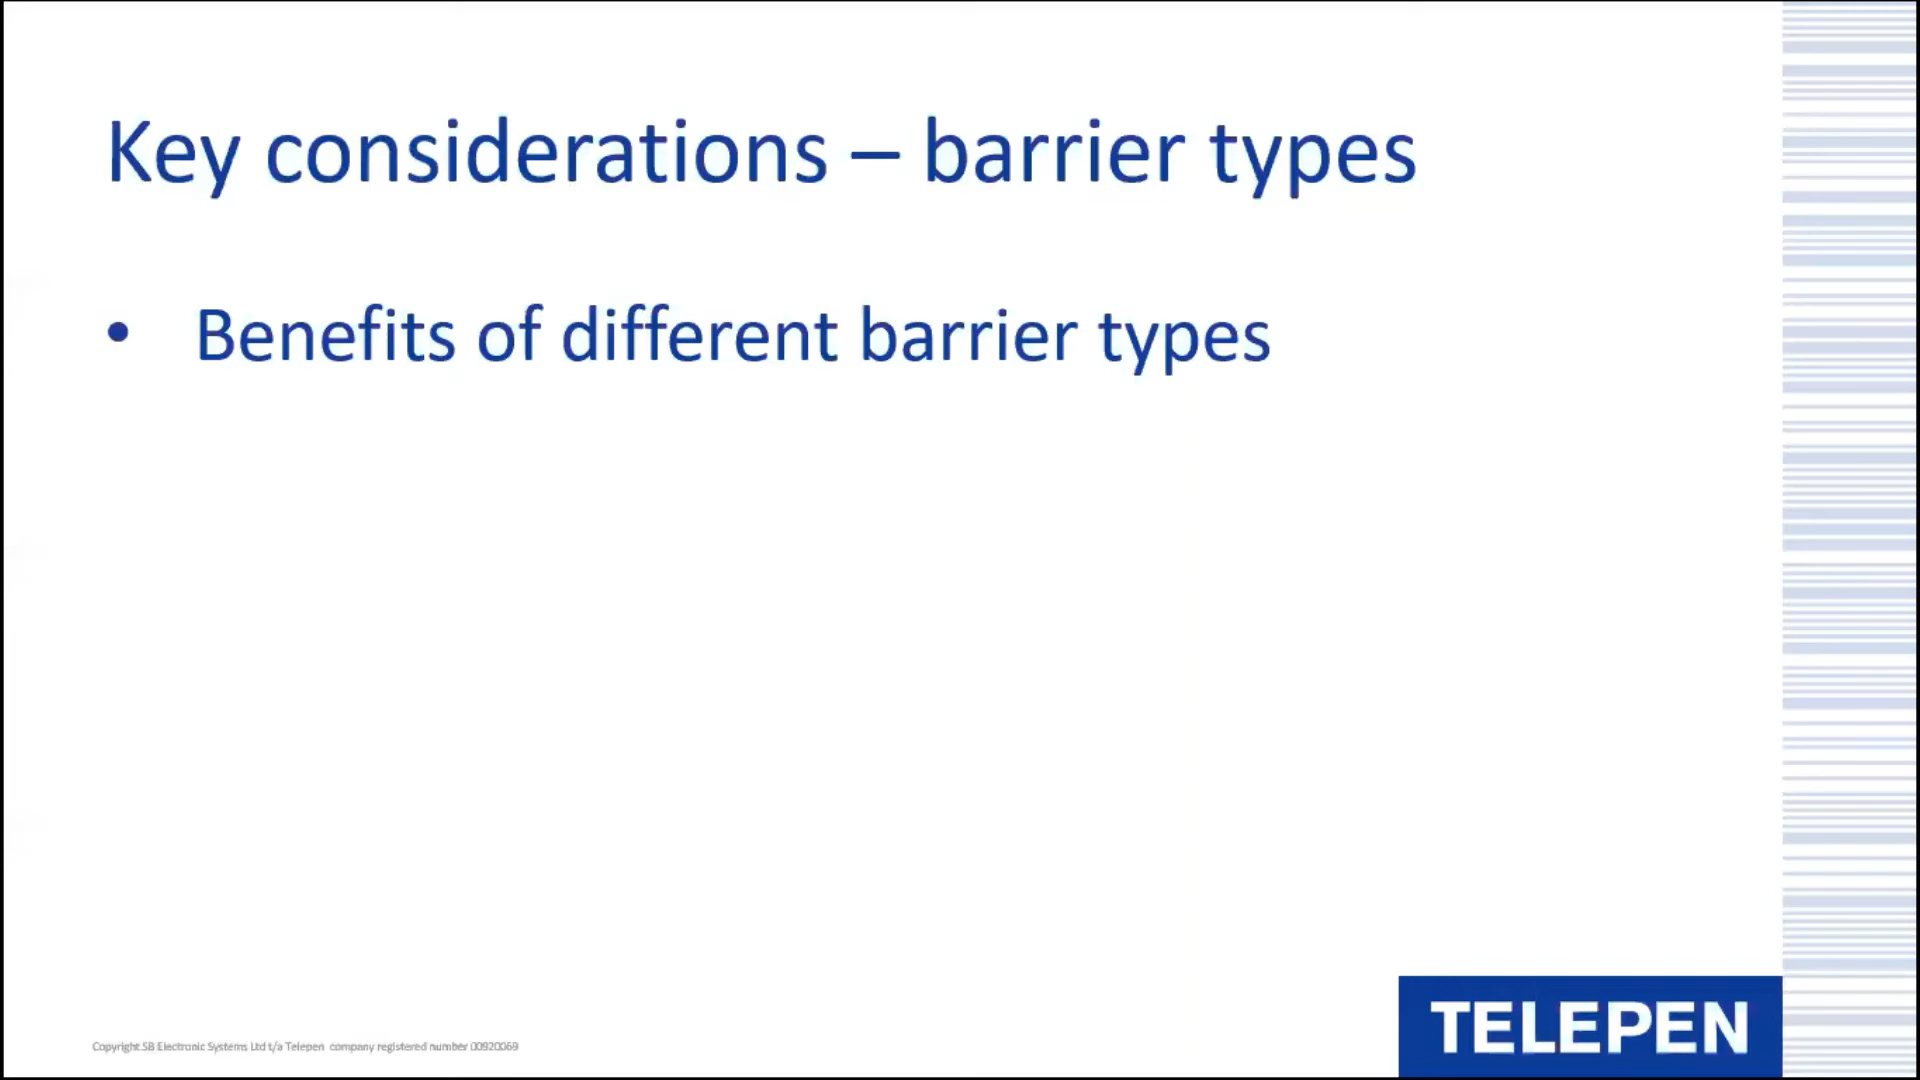 Key considerations – barrier types
• Benefits of different barrier types
TELEPEN
Copyright SB Electronic Systems Ltd t/a Telepen company registered number 00920069